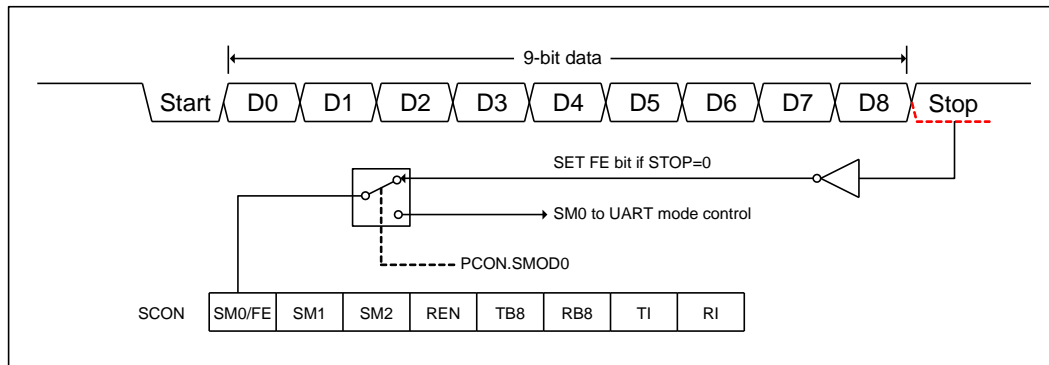 9-bit data
Start D0 D1 D2 D3 D4 D5 D6 D7 D8 Stop
SET FE bit if STOP=0
SM0 to UART mode control
PCON.SMOD0
SCON SM0/FE SM1 SM2 REN TB8 RB8 TI RI